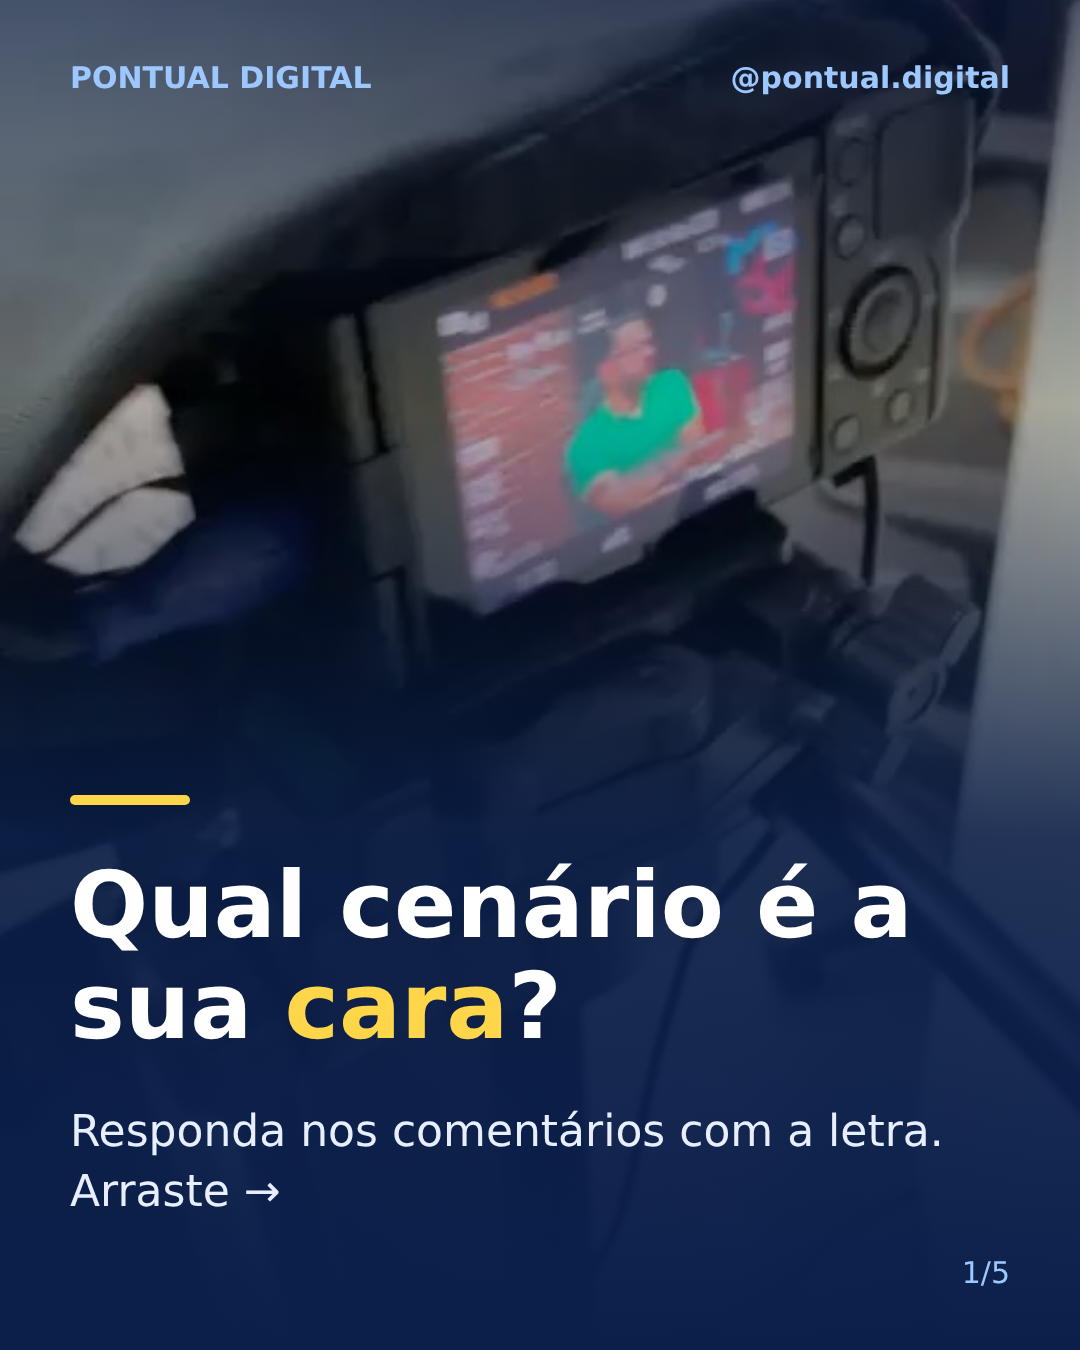 PONTUAL DIGITAL
@pontual.digital
Qual cenário é a
sua cara?
Responda nos comentários com a letra.
Arraste →
1/5